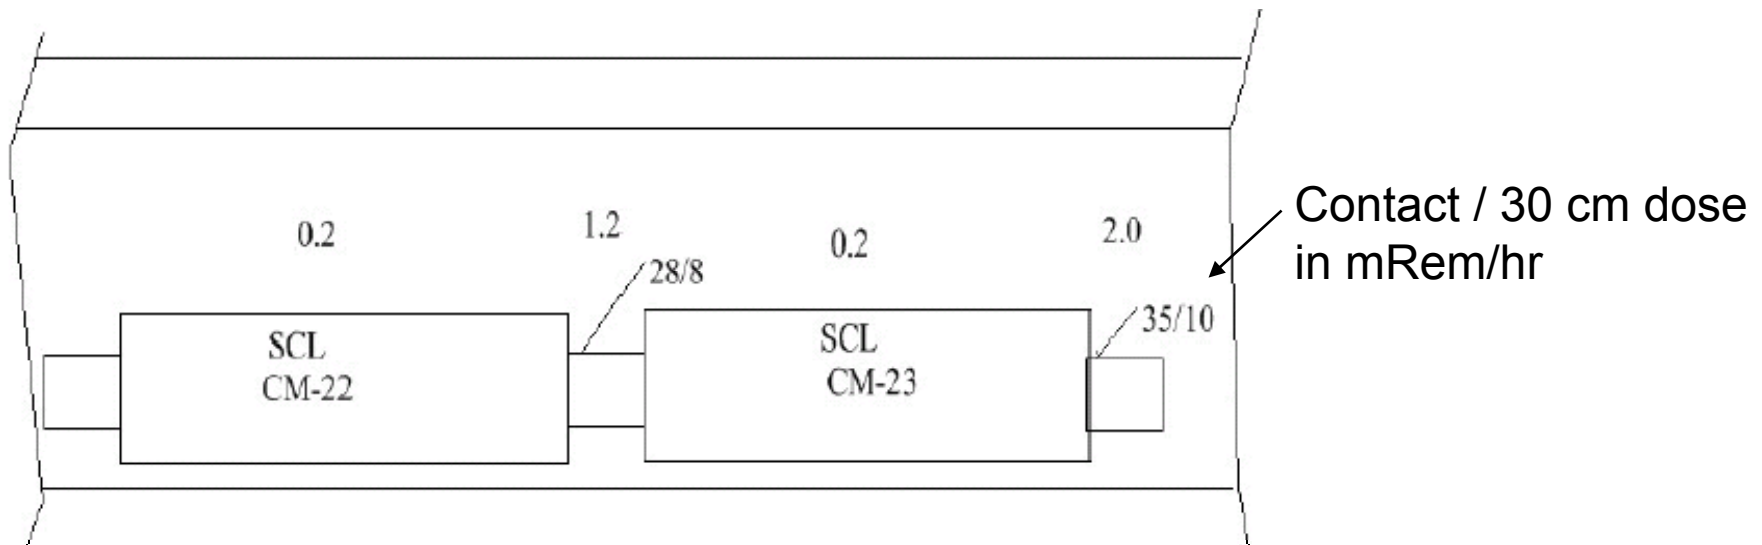 0.2
1.2
0.2
2.0
Contact / 30 cm dose
in mRem/hr
28/8
35/10
SCL
CM-22
SCL
CM-23